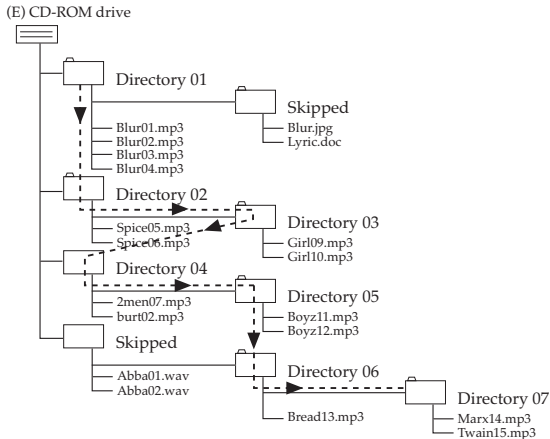 (E) CD-ROM drive
Directory 01
Skipped
Blur01.mp3
Blur02.mp3
Blur03.mp3
Blur04.mp3
Blur.jpg
Lyric.doc
Directory 02
Directory 03
Spice05.mp3
Spice06.mp3
Girl09.mp3
Girl10.mp3
Directory 04
Directory 05
2men07.mp3
burt02.mp3
Boyz11.mp3
Boyz12.mp3
Skipped
Directory 06
Abba01.wav
Abba02.wav
Directory 07
Bread13.mp3
Marx14.mp3
Twain15.mp3